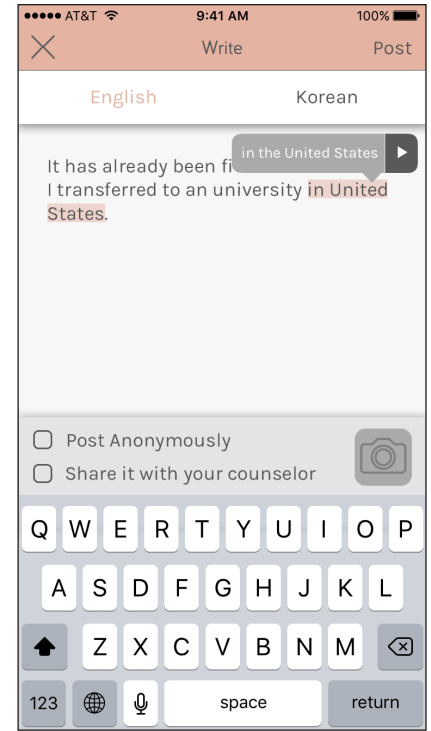 AT&T 9:41 AM 100%
Write Post
English Korean
in the United States
It has already been
I transferred to an university in United
States.
Post Anonymously
Share it with your counselor
Q W E R T Y U I O P
A S D F G H J K L
Z X C V B N M
123 space return